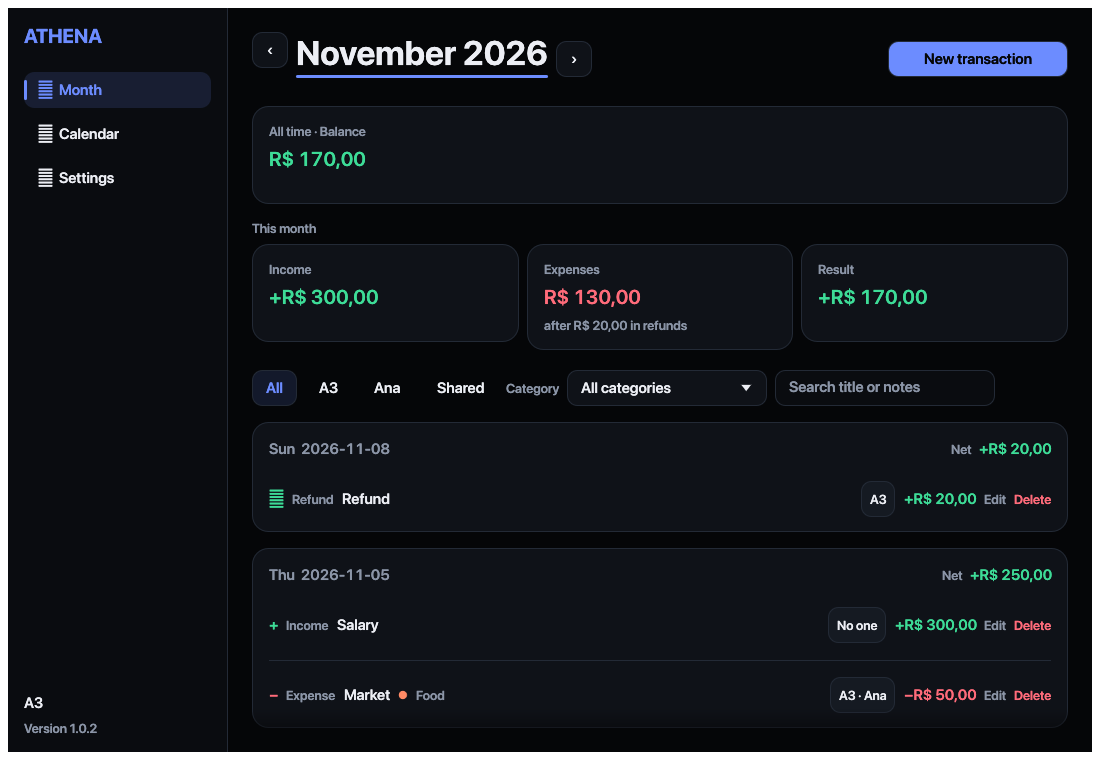 ATHENA
Month
Calendar
Settings
A3
Version 1.0.2
‹ November 2026 ›
New transaction
All time · Balance
R$ 170,00
This month
Income
+R$ 300,00
Expenses
R$ 130,00
after R$ 20,00 in refunds
Result
+R$ 170,00
All A3 Ana Shared Category All categories Search title or notes
Sun 2026-11-08 Net +R$ 20,00
Refund Refund A3 +R$ 20,00 Edit Delete
Thu 2026-11-05 Net +R$ 250,00
+ Income Salary No one +R$ 300,00 Edit Delete
− Expense Market Food A3 · Ana −R$ 50,00 Edit Delete